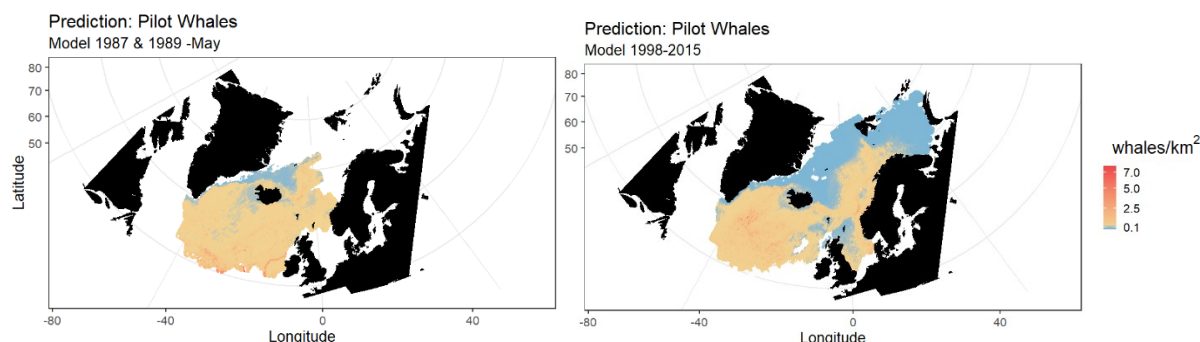 Prediction: Pilot Whales
Model 1987 & 1989 -May
80
70
60
50
Latitude
-80
-40
0
40
Longitude
Prediction: Pilot Whales
Model 1998-2015
80
70
60
50
-80
-40
0
40
Longitude
whales/km²
7.0
5.0
2.5
0.1